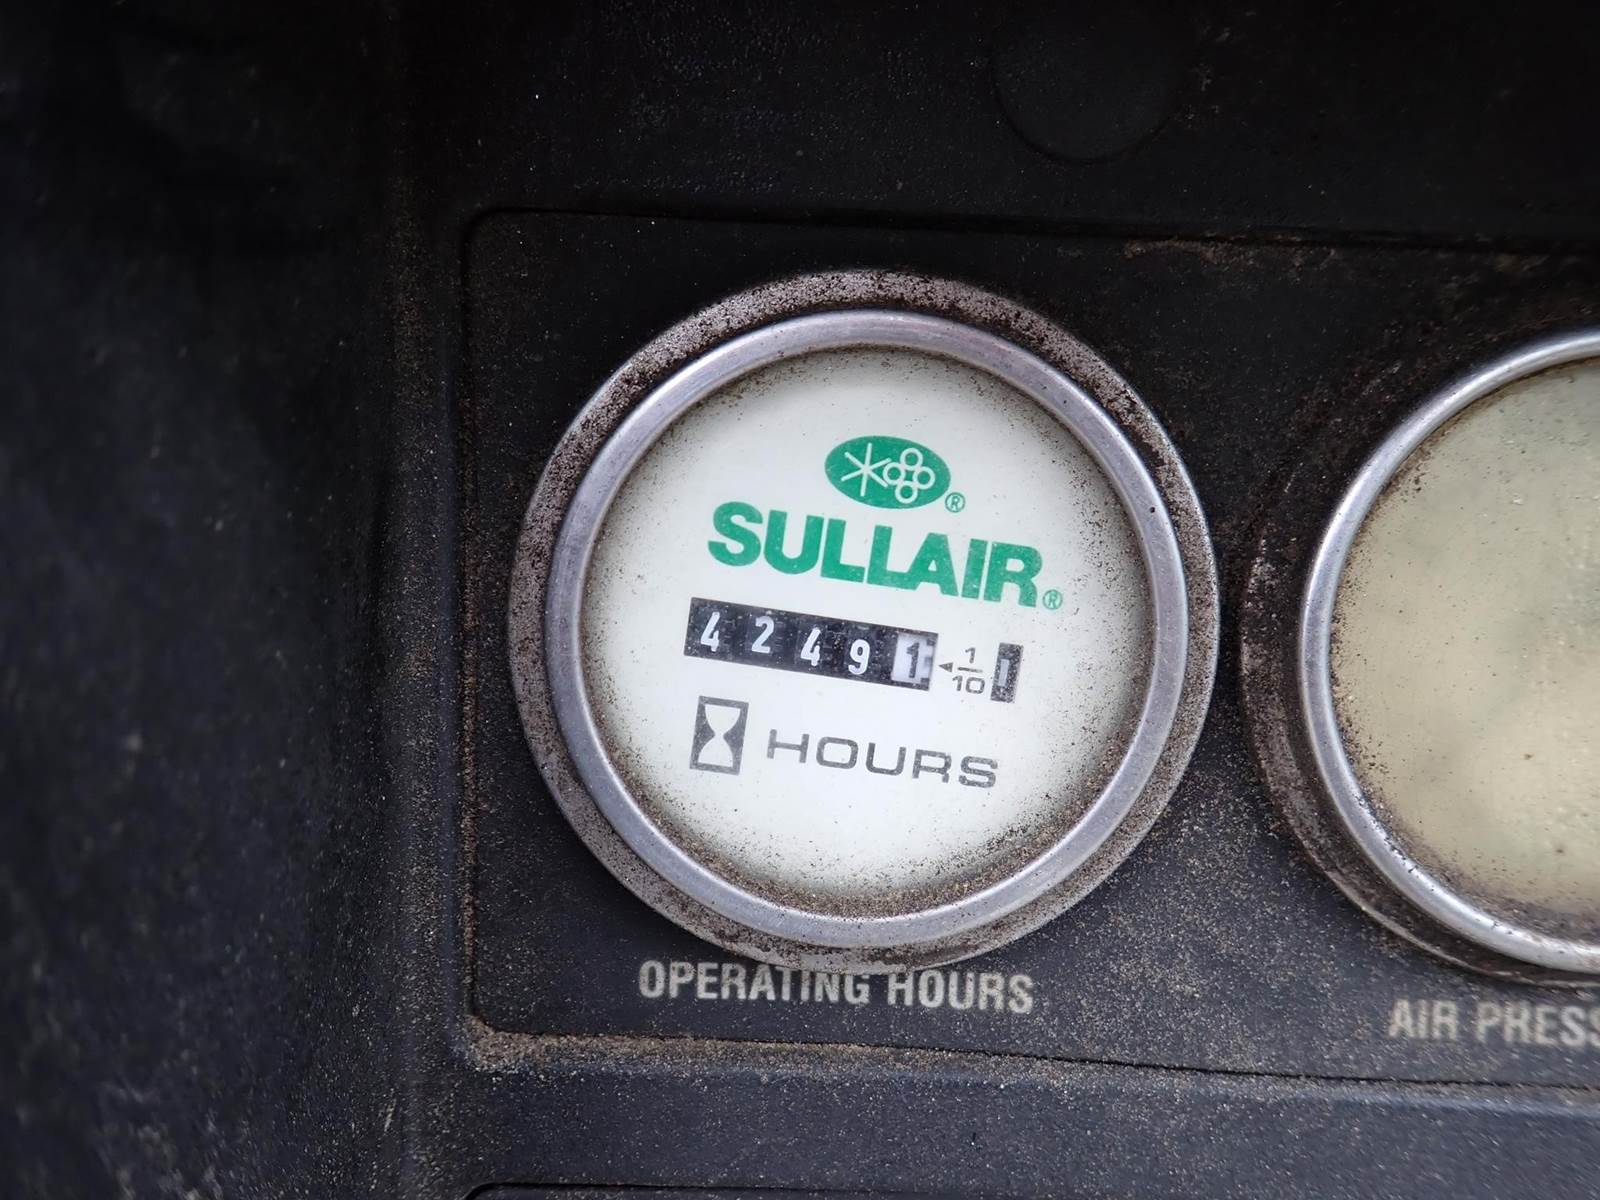 ®
SULLAIR®
42491 1/10
HOURS
OPERATING HOURS
AIR PRESS